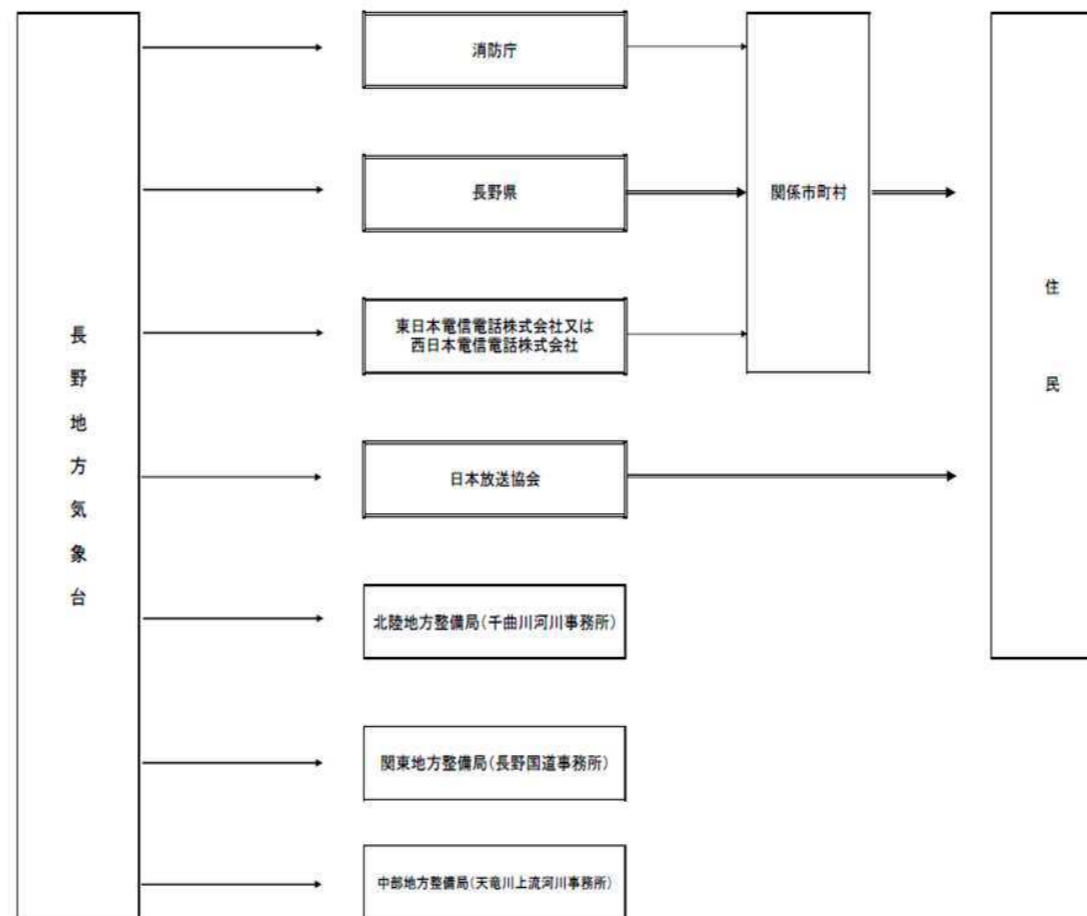 長野地方気象台
消防庁
長野県
東日本電信電話株式会社又は
西日本電信電話株式会社
日本放送協会
北陸地方整備局(千曲川河川事務所)
関東地方整備局(長野国道事務所)
中部地方整備局(天竜川上流河川事務所)
関係市町村
住民